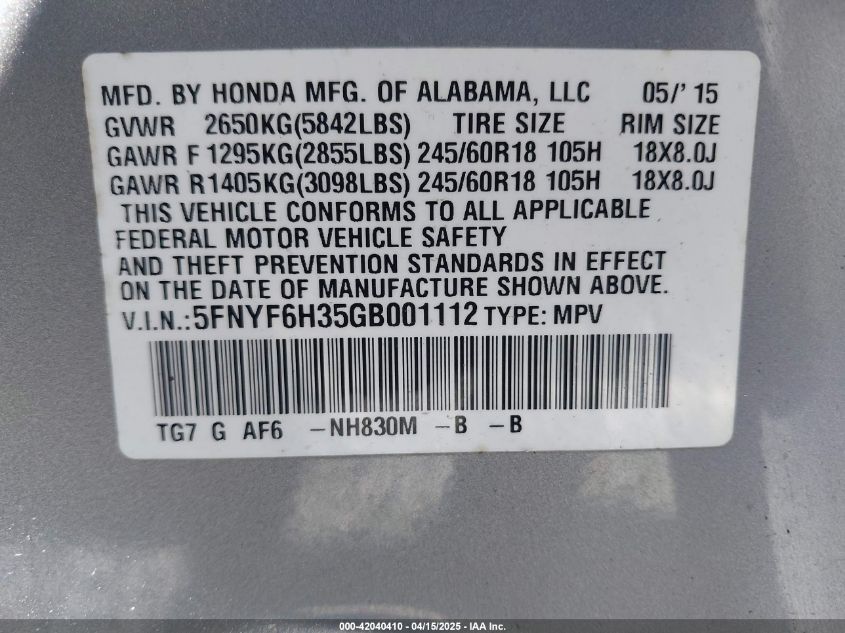 MFD. BY HONDA MFG. OF ALABAMA, LLC 05/' 15
GVWR 2650KG(5842LBS) TIRE SIZE RIM SIZE
GAWR F 1295KG(2855LBS) 245/60R18 105H 18X8.0J
GAWR R1405KG(3098LBS) 245/60R18 105H 18X8.0J
THIS VEHICLE CONFORMS TO ALL APPLICABLE
FEDERAL MOTOR VEHICLE SAFETY
AND THEFT PREVENTION STANDARDS IN EFFECT
ON THE DATE OF MANUFACTURE SHOWN ABOVE.
V.I.N.:5FNYF6H35GB001112 TYPE: MPV
TG7 G AF6 -NH830M -B -B
000-42040410 - 04/15/2025 - IAA Inc.